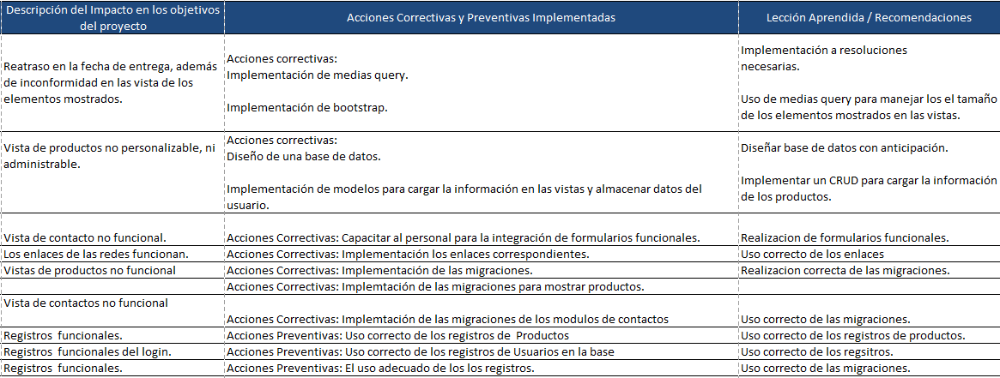 Descripción del Impacto en los objetivos
del proyecto
Acciones Correctivas y Preventivas Implementadas
Lección Aprendida / Recomendaciones
Reatraso en la fecha de entrega, además
de inconformidad en las vista de los
elementos mostrados.
Acciones correctivas:
Implementación de medias query.
Implementación de bootstrap.
Implementación a resoluciones
necesarias.
Uso de medias query para manejar los el tamaño
de los elementos mostrados en las vistas.
Vista de productos no personalizable, ni
administrable.
Acciones correctivas:
Diseño de una base de datos.
Implementación de modelos para cargar la información en las vistas y almacenar datos del
usuario.
Diseñar base de datos con anticipación.
Implementar un CRUD para cargar la información
de los productos.
Vista de contacto no funcional.
Acciones Correctivas: Capacitar al personal para la integración de formularios funcionales.
Realizacion de formularios funcionales.
Los enlaces de las redes funcionan.
Acciones Correctivas: Implementación los enlaces correspondientes.
Uso correcto de los enlaces
Vistas de productos no funcional
Acciones Correctivas: Implementación de las migraciones.
Realizacion correcta de las migraciones.
Acciones Correctivas: Implemtación de las migraciones para mostrar productos.
Vista de contactos no funcional
Acciones Correctivas: Implemtación de las migraciones de los modulos de contactos
Uso correcto de las migraciones.
Registros  funcionales.
Acciones Preventivas: Uso correcto de los registros de  Productos
Uso correcto de los registros de productos.
Registros  funcionales del login.
Acciones Preventivas: Uso correcto de los registros de Usuarios en la base
Uso correcto de los regsitros.
Registros  funcionales.
Acciones Preventivas: El uso adecuado de los los registros.
Uso correcto de las migraciones.